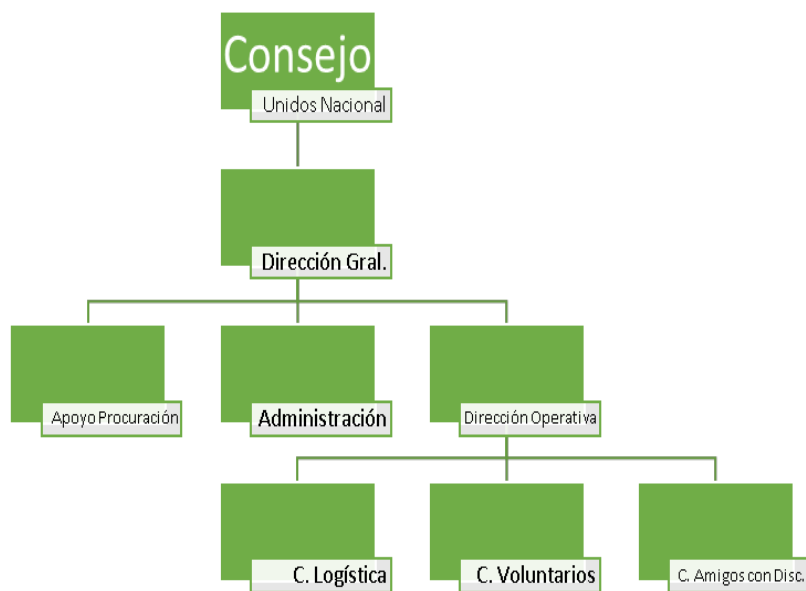 Consejo
Unidos Nacional
Dirección Gral.
Apoyo Procuración
Administración
Dirección Operativa
C. Logística
C. Voluntarios
C. Amigos con Disc.